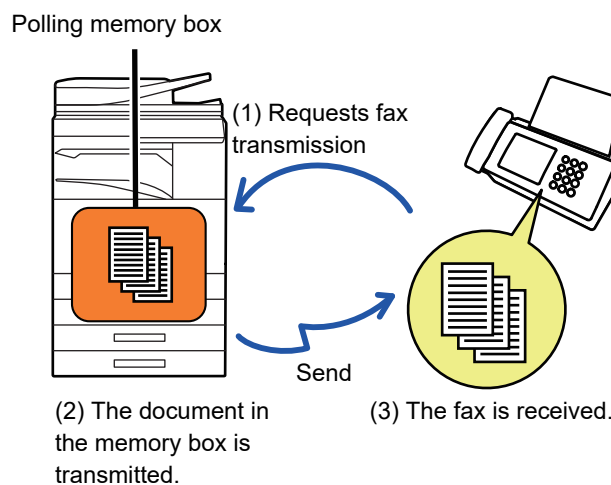 Polling memory box
(1) Requests fax
transmission
Send
(2) The document in
the memory box is
transmitted.
(3) The fax is received.